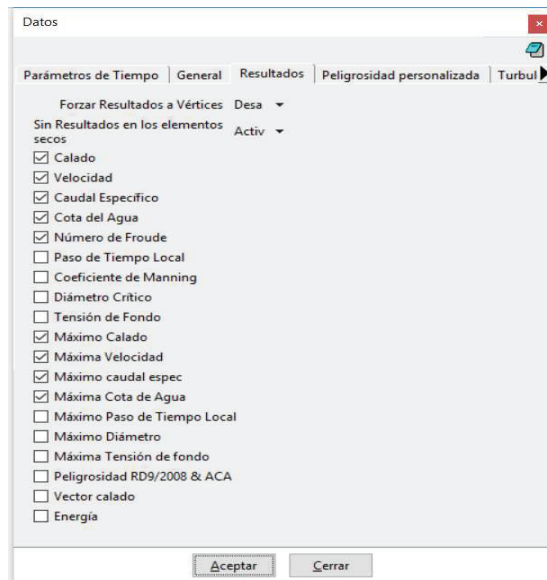 Datos
Parámetros de Tiempo General Resultados Peligrosidad personalizada Turbul
Forzar Resultados a Vértices Desa
Sin Resultados en los elementos secos Activ
Calado
Velocidad
Caudal Específico
Cota del Agua
Número de Froude
Paso de Tiempo Local
Coeficiente de Manning
Diámetro Crítico
Tensión de Fondo
Máximo Calado
Máxima Velocidad
Máximo caudal espec
Máxima Cota de Agua
Máximo Paso de Tiempo Local
Máximo Diámetro
Máxima Tensión de fondo
Peligrosidad RD9/2008 & ACA
Vector calado
Energía
Aceptar Cerrar